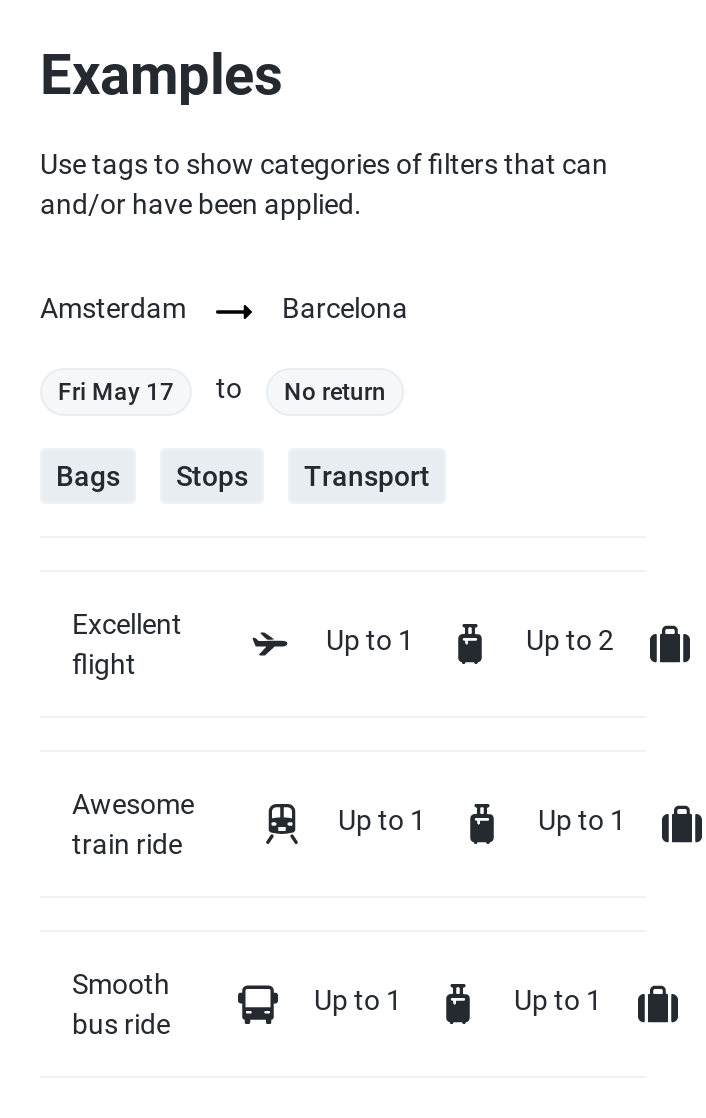 Examples
Use tags to show categories of filters that can
and/or have been applied.
Amsterdam Barcelona
Fri May 17 to No return
Bags Stops Transport
Excellent
flight
Up to 1 Up to 2
Awesome
train ride
Up to 1 Up to 1
Smooth
bus ride
Up to 1 Up to 1